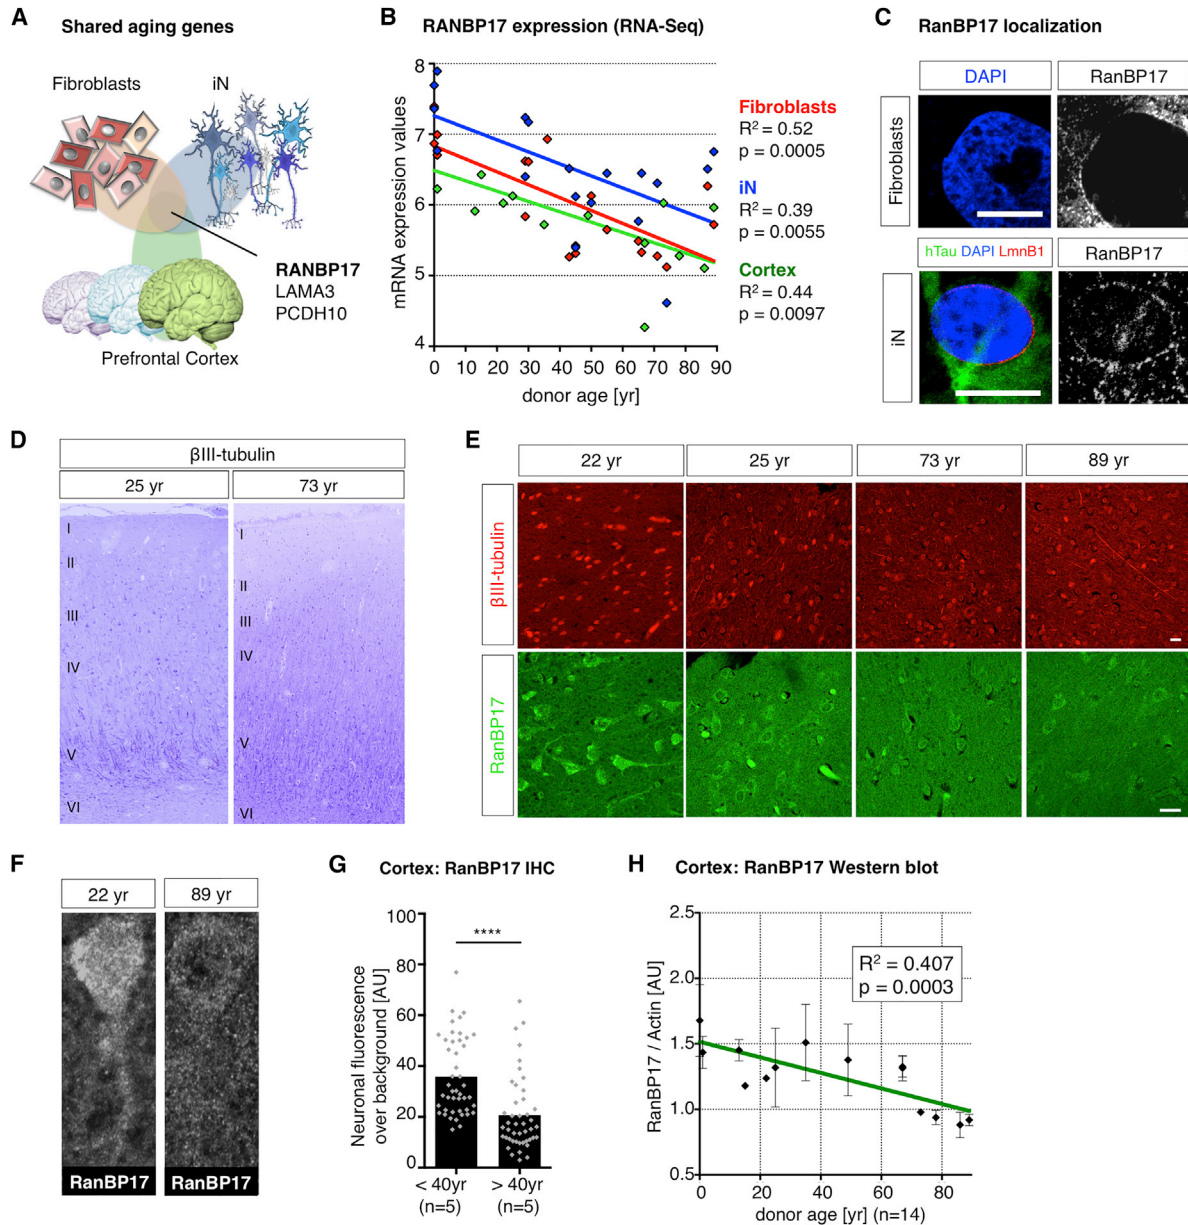 A
Shared aging genes
Fibroblasts
iN
RANBP17
LAMA3
PCDH10
Prefrontal Cortex
B
RANBP17 expression (RNA-Seq)
mRNA expression values
8
7
6
5
4
0 10 20 30 40 50 60 70 80 90
donor age [yr]
Fibroblasts
R² = 0.52
p = 0.0005
iN
R² = 0.39
p = 0.0055
Cortex
R² = 0.44
p = 0.0097
C
RanBP17 localization
DAPI
RanBP17
Fibroblasts
hTau DAPI LmnB1
RanBP17
iN
D
βIII-tubulin
25 yr
73 yr
I
II
III
IV
V
VI
I
II
III
IV
V
VI
E
22 yr
25 yr
73 yr
89 yr
βIII-tubulin
RanBP17
F
22 yr
89 yr
RanBP17
RanBP17
G
Cortex: RanBP17 IHC
Neuronal fluorescence
over background [AU]
100
80
60
40
20
0
****
< 40yr
(n=5)
> 40yr
(n=5)
H
Cortex: RanBP17 Western blot
RanBP17 / Actin [AU]
2.5
2.0
1.5
1.0
0.5
R² = 0.407
p = 0.0003
0 20 40 60 80
donor age [yr] (n=14)